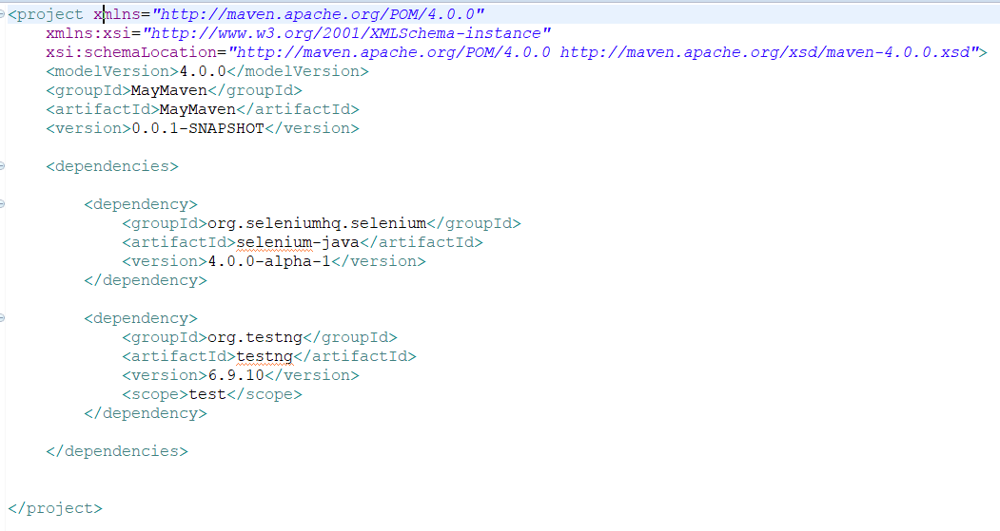 <project xmlns="http://maven.apache.org/POM/4.0.0"
xmlns:xsi="http://www.w3.org/2001/XMLSchema-instance"
xsi:schemaLocation="http://maven.apache.org/POM/4.0.0 http://maven.apache.org/xsd/maven-4.0.0.xsd">
<modelVersion>4.0.0</modelVersion>
<groupId>MayMaven</groupId>
<artifactId>MayMaven</artifactId>
<version>0.0.1-SNAPSHOT</version>
<dependencies>
<dependency>
<groupId>org.seleniumhq.selenium</groupId>
<artifactId>selenium-java</artifactId>
<version>4.0.0-alpha-1</version>
</dependency>
<dependency>
<groupId>org.testng</groupId>
<artifactId>testng</artifactId>
<version>6.9.10</version>
<scope>test</scope>
</dependency>
</dependencies>
</project>